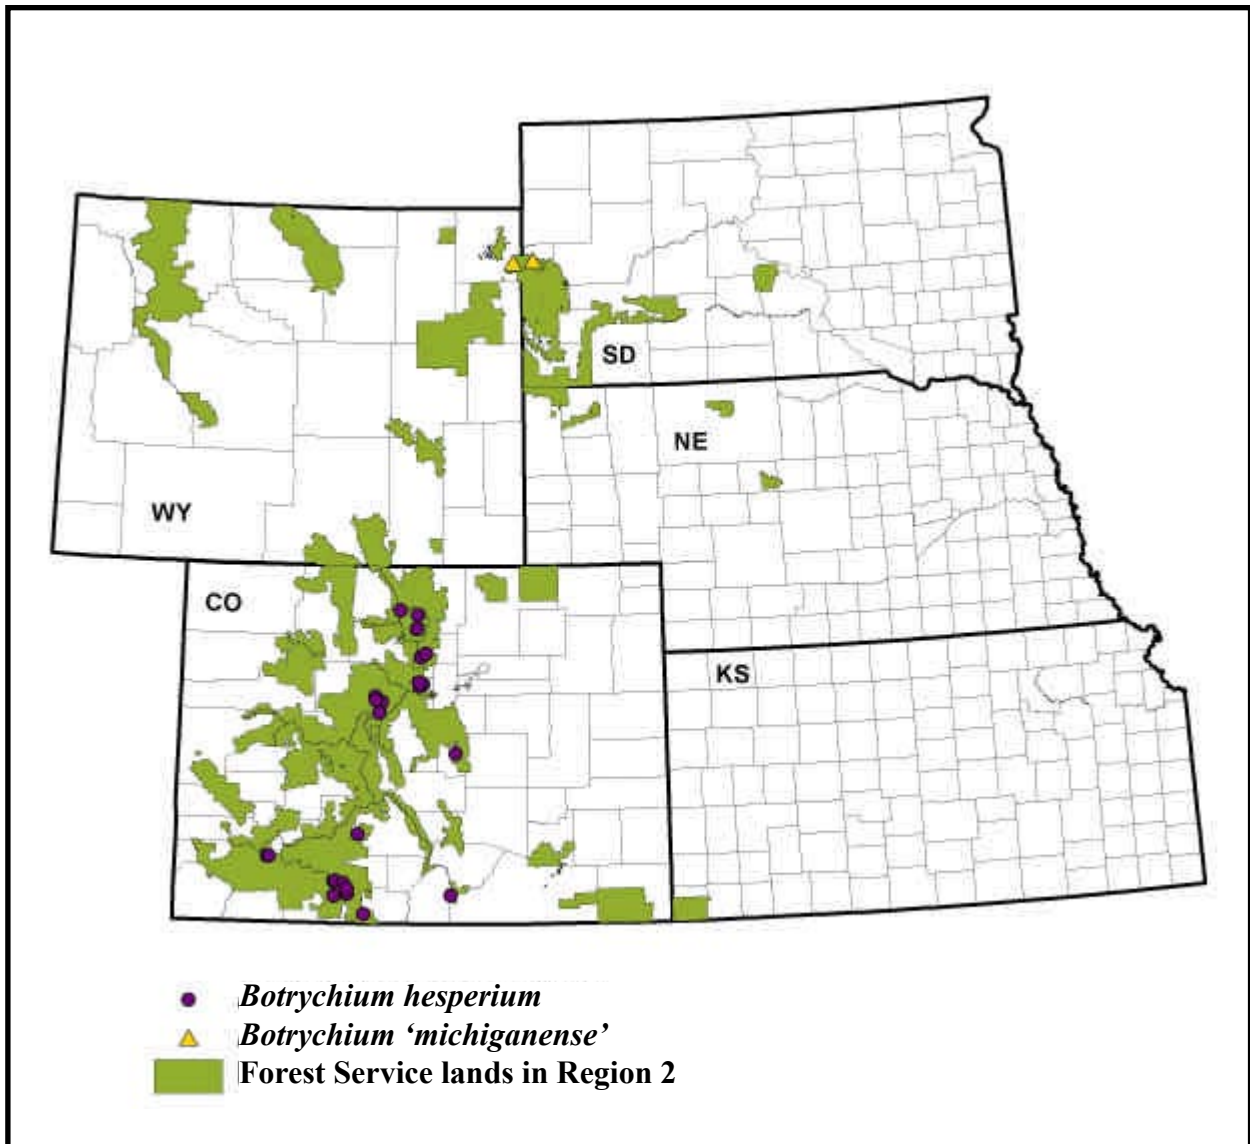 SD
NE
WY
CO
KS
Botrychium hesperium
Botrychium ‘michiganense’
Forest Service lands in Region 2